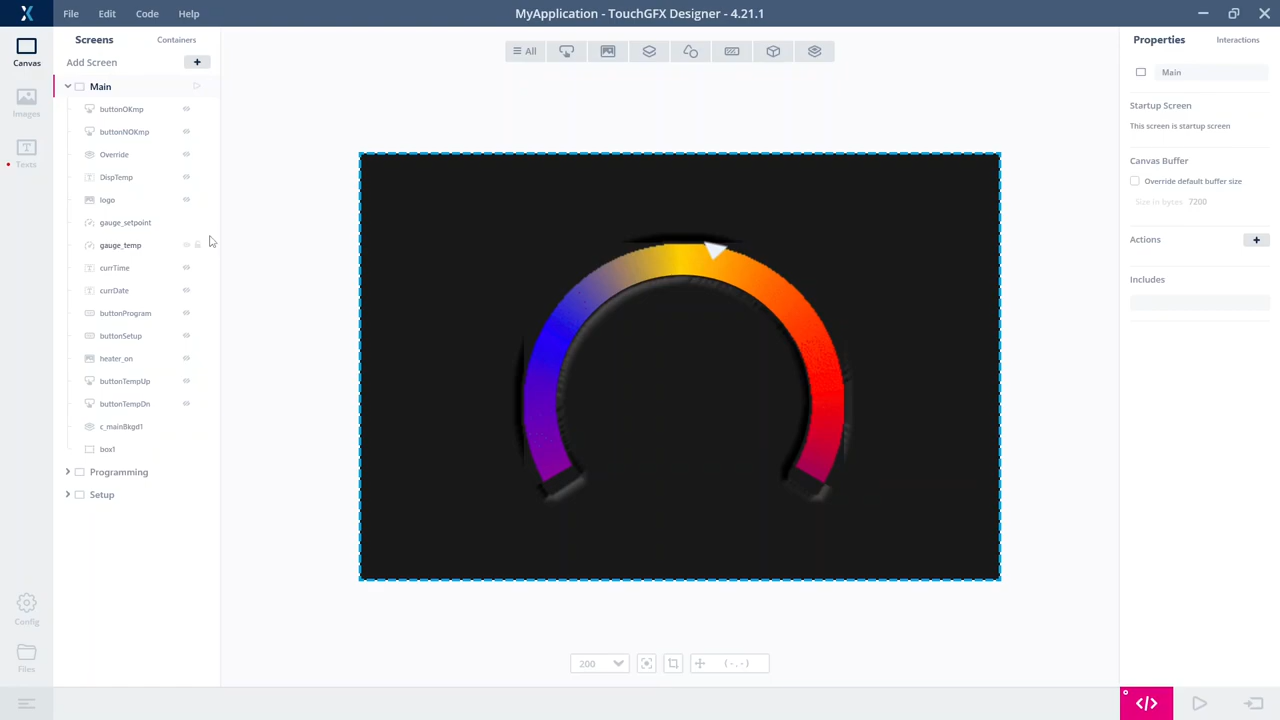 File Edit Code Help
MyApplication - TouchGFX Designer - 4.21.1
Canvas
Images
Texts
Config
Files
Screens Containers
Add Screen
Main
buttonOKmp
buttonNOKmp
Override
DispTemp
logo
gauge_setpoint
gauge_temp
currTime
currDate
buttonProgram
buttonSetup
heater_on
buttonTempUp
buttonTempDn
c_mainBkgd1
box1
Programming
Setup
All
200
(-.-)
Properties Interactions
Main
Startup Screen
This screen is startup screen
Canvas Buffer
Override default buffer size
Size in bytes 7200
Actions
Includes